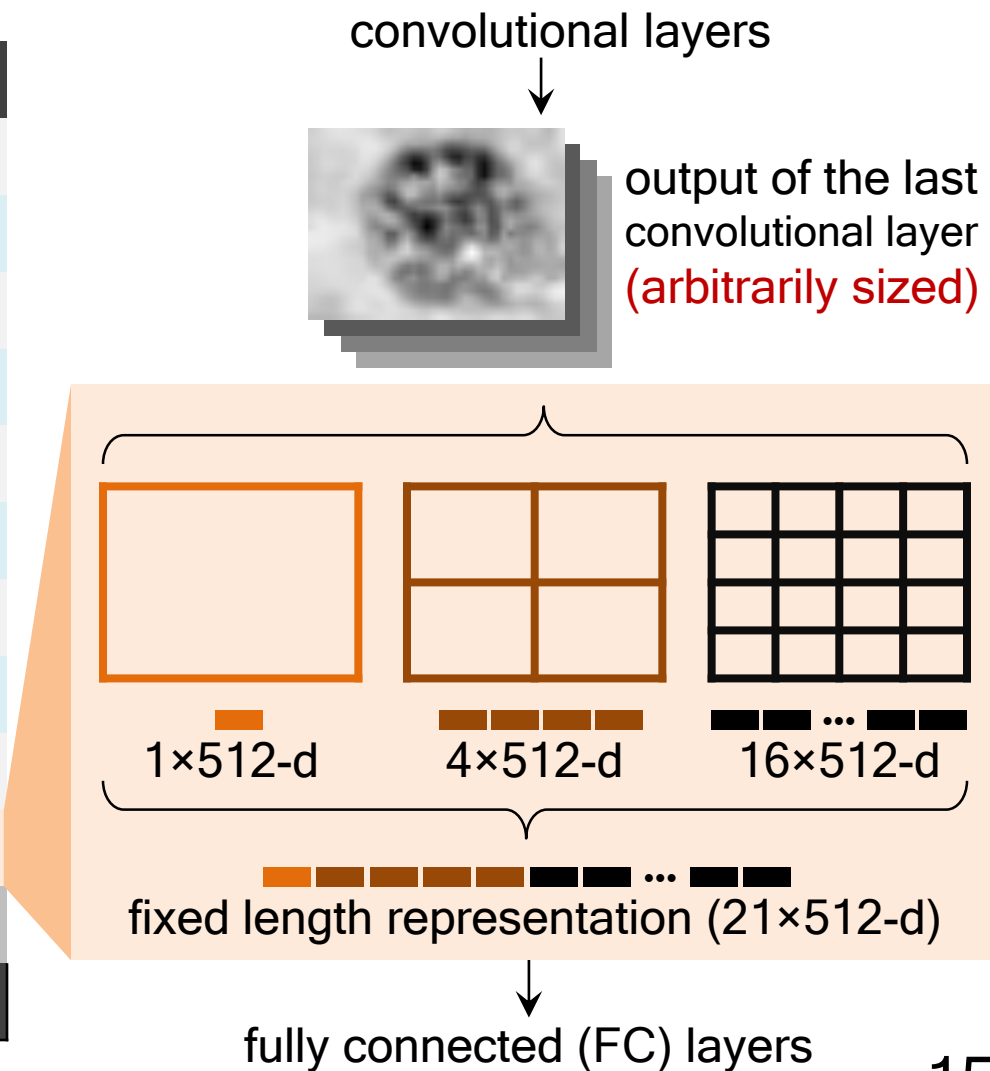 convolutional layers
output of the last
convolutional layer
(arbitrarily sized)
1×512-d 4×512-d 16×512-d
fixed length representation (21×512-d)
fully connected (FC) layers